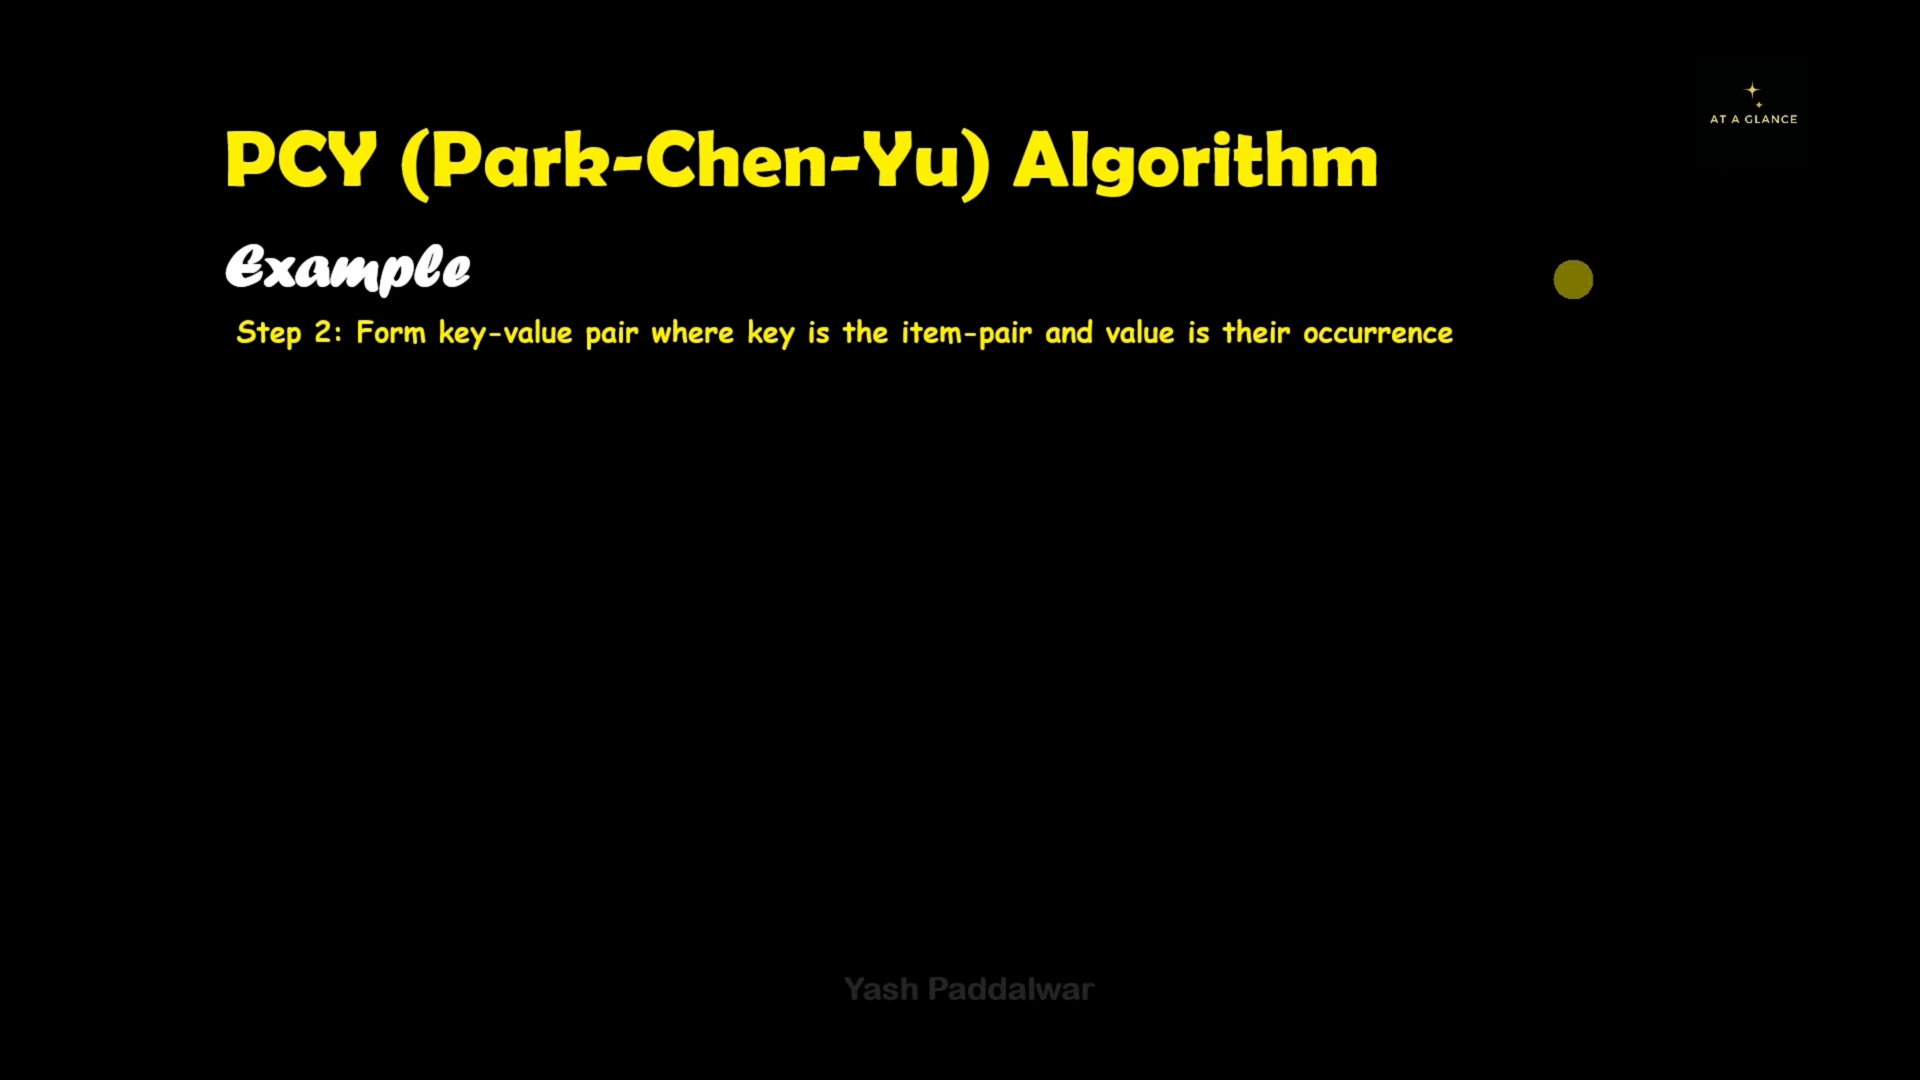 AT A GLANCE
PCY (Park-Chen-Yu) Algorithm
Example
Step 2: Form key-value pair where key is the item-pair and value is their occurrence
Yash Paddalwar